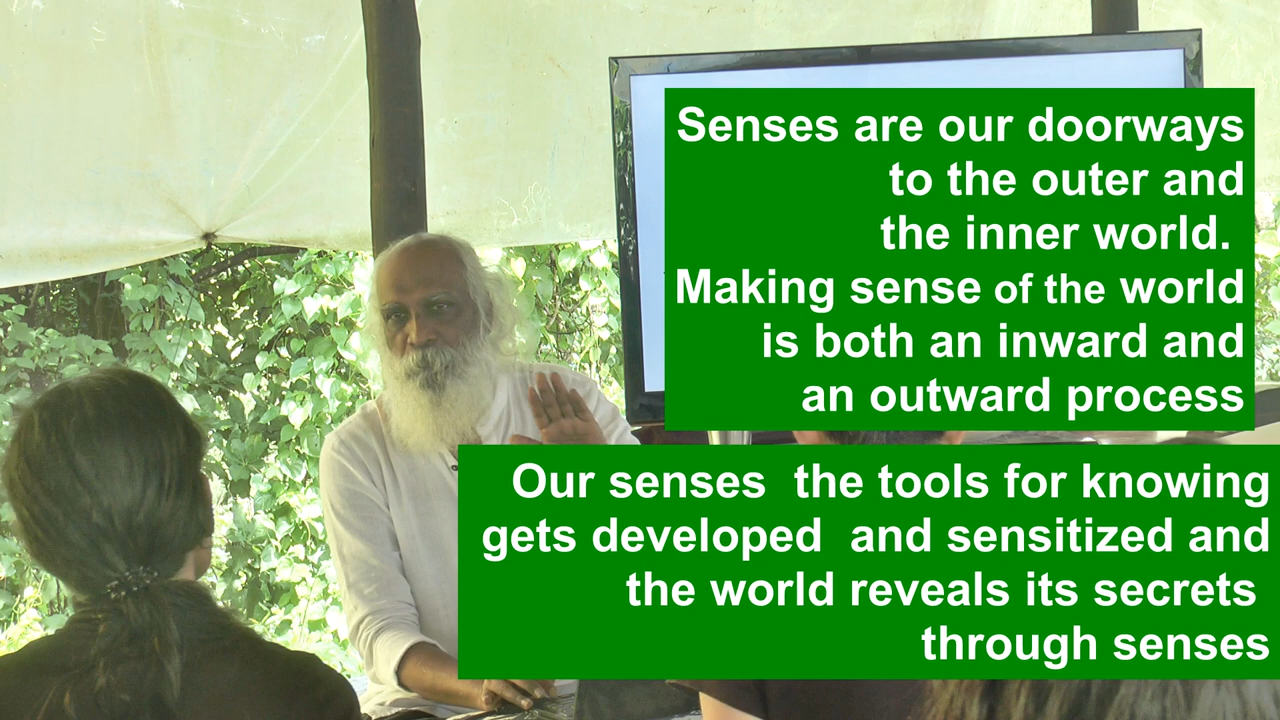 Senses are our doorways
to the outer and
the inner world.
Making sense of the world
is both an inward and
an outward process
Our senses  the tools for knowing
gets developed  and sensitized and
the world reveals its secrets
through senses